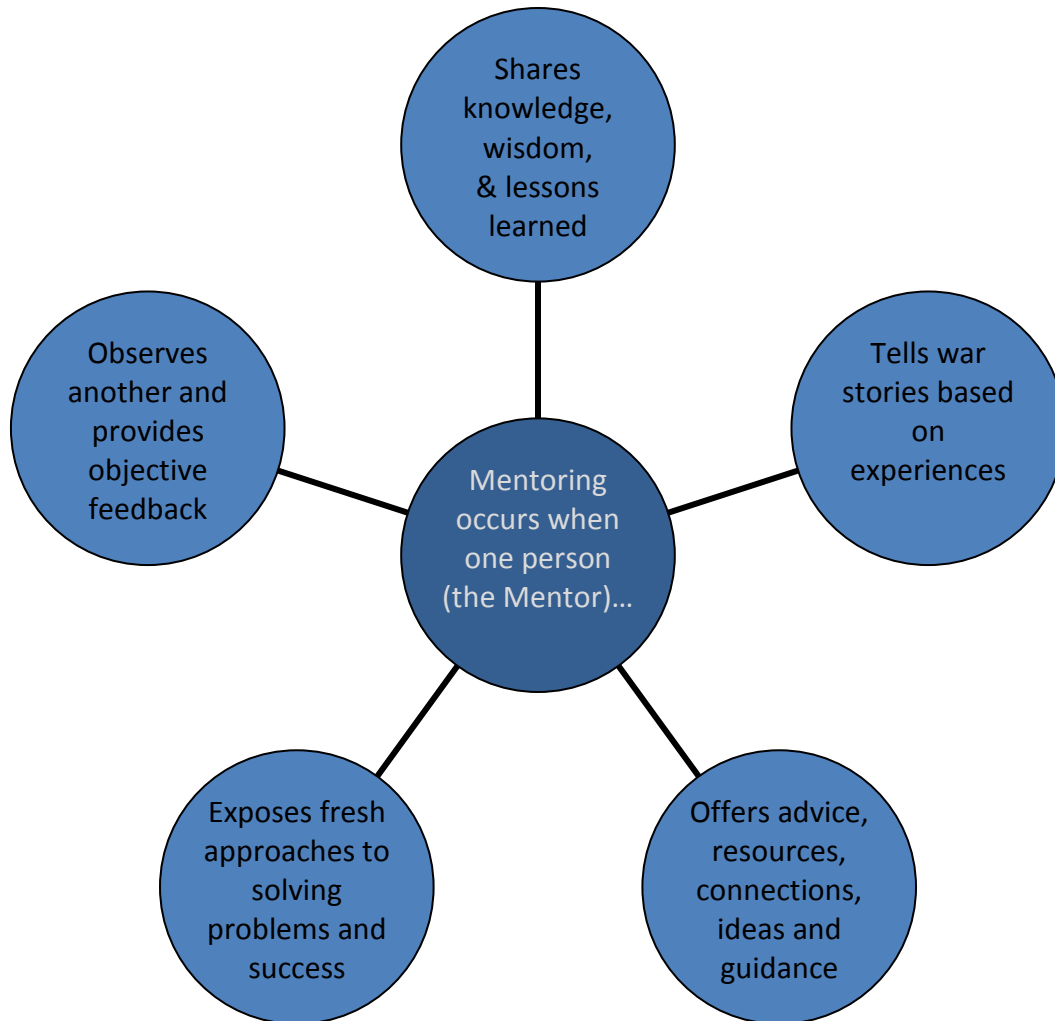 Shares
knowledge,
wisdom,
& lessons
learned
Observes
another and
provides
objective
feedback
Tells war
stories based
on
experiences
Mentoring
occurs when
one person
(the Mentor)…
Exposes fresh
approaches to
solving
problems and
success
Offers advice,
resources,
connections,
ideas and
guidance